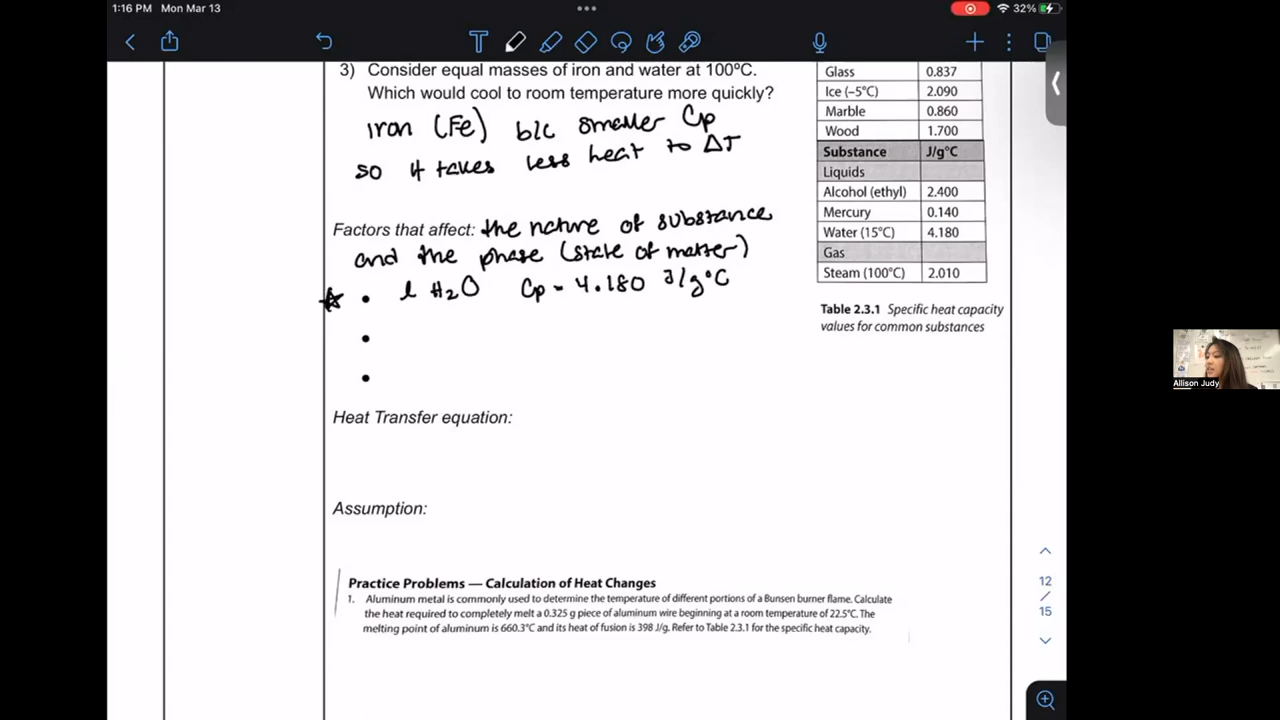 1:16 PM Mon Mar 13
32%
3) Consider equal masses of iron and water at 100°C.
Which would cool to room temperature more quickly?
iron (Fe) b/c smaller Cp
so it takes less heat to ΔT
Factors that affect: the nature of substance
and the phase (state of matter)
☆ • l H₂O Cp = 4.180 J/g°C
•
•
Heat Transfer equation:
Assumption:
Practice Problems — Calculation of Heat Changes
1. Aluminum metal is commonly used to determine the temperature of different portions of a Bunsen burner flame. Calculate
the heat required to completely melt a 0.325 g piece of aluminum wire beginning at a room temperature of 22.5°C. The
melting point of aluminum is 660.3°C and its heat of fusion is 398 J/g. Refer to Table 2.3.1 for the specific heat capacity.
Glass 0.837
Ice (–5°C) 2.090
Marble 0.860
Wood 1.700
Substance J/g°C
Liquids
Alcohol (ethyl) 2.400
Mercury 0.140
Water (15°C) 4.180
Gas
Steam (100°C) 2.010
Table 2.3.1 Specific heat capacity
values for common substances
12
/
15
Allison Judy